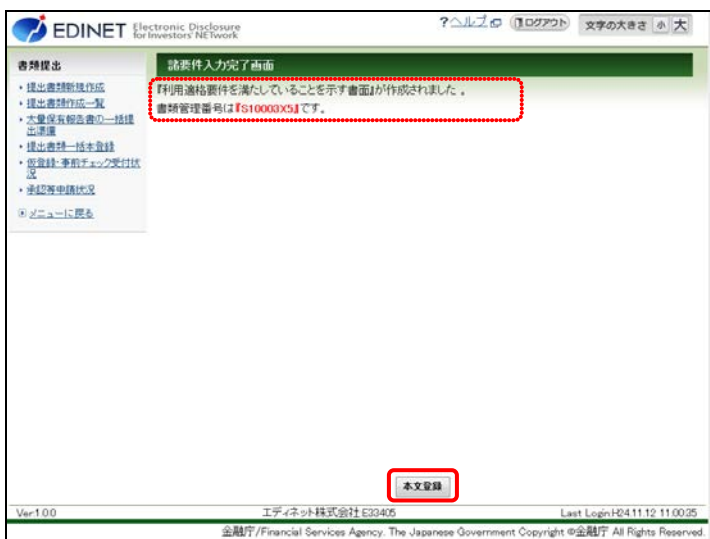 EDINET Electronic Disclosure for Investors' NETwork
?ヘルプ ログアウト 文字の大きさ 小 大
書類提出
・提出書類新規作成
・提出書類作成一覧
・大量保有報告書の一括提
出準備
・提出書類一括本登録
・仮登録・事前チェック受付状
況
・承認等申請状況
メニューに戻る
諸要件入力完了画面
『利用適格要件を満たしていることを示す書面』が作成されました 。
書類管理番号は『S10003X5』です。
本文登録
Ver.1.00 エディネット株式会社 E33405 Last Login:H24.11.12 11:00:35
金融庁/Financial Services Agency. The Japanese Government Copyright ©金融庁 All Rights Reserved.